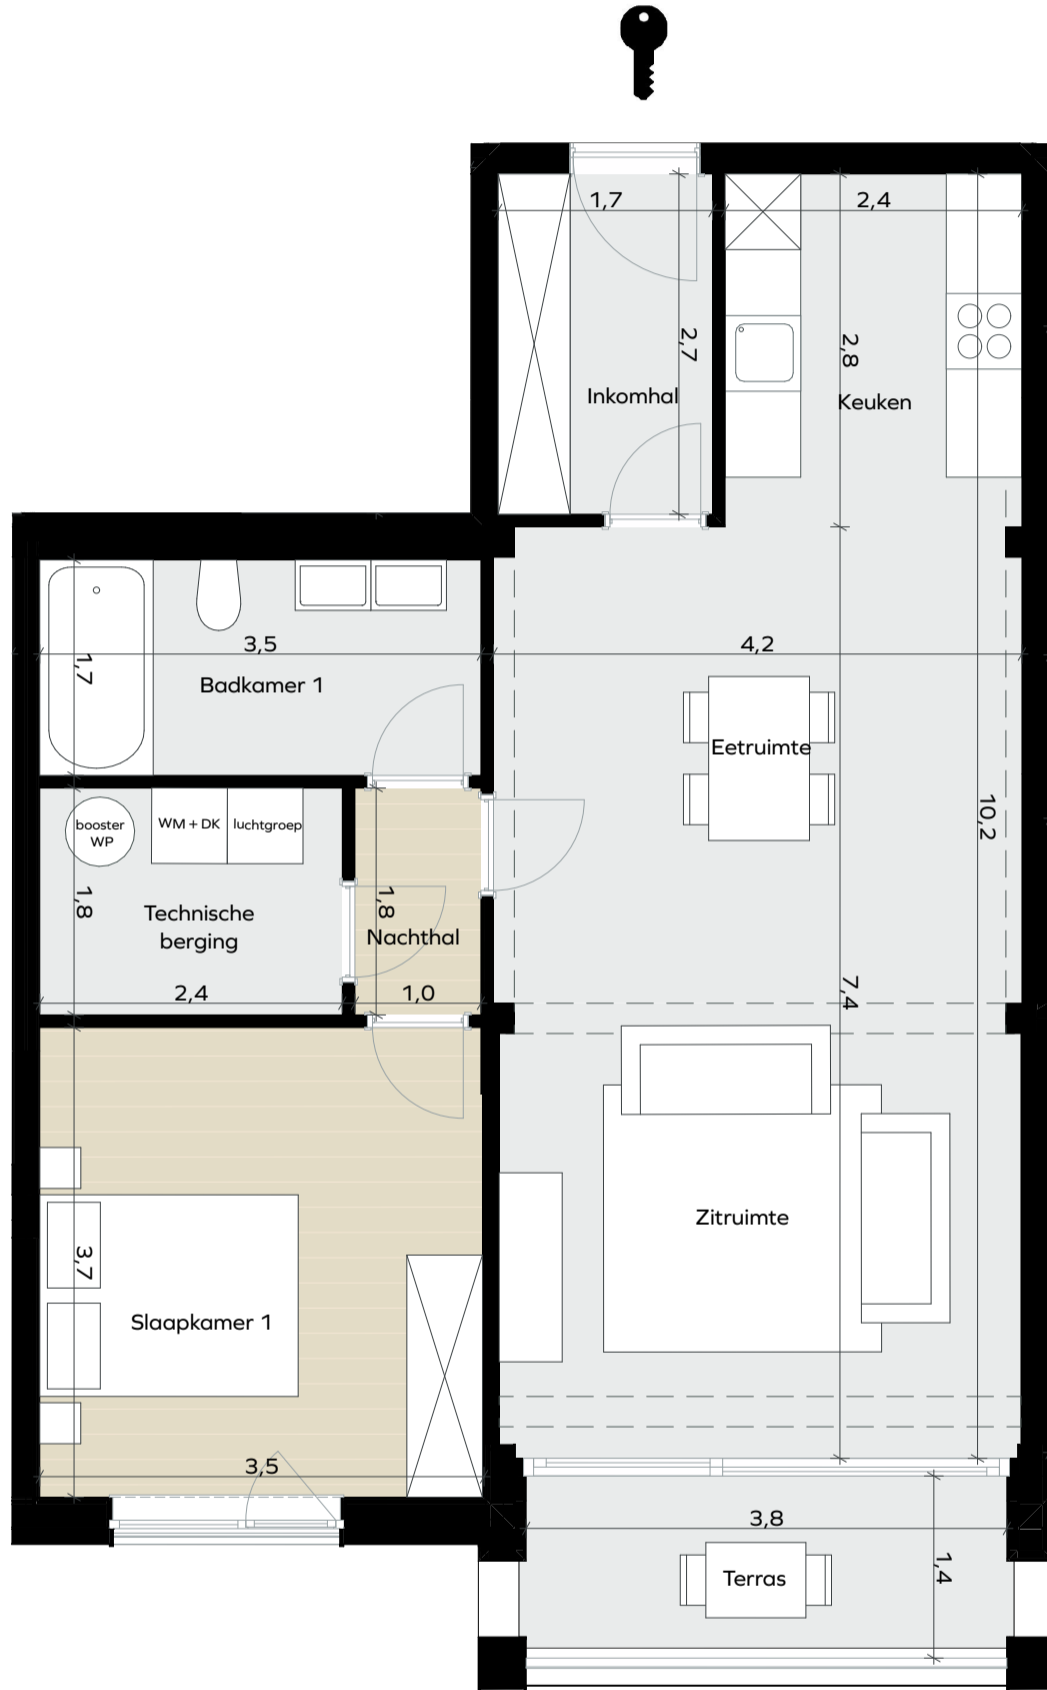 1,7
2,4
2,7
2,8
Inkomhal
Keuken
3,5
4,2
1,7
Badkamer 1
Eetruimte
10,2
booster
WP
WM + DK
luchtgroep
1,8
1,8
Technische
berging
Nachthal
2,4
1,0
7,4
Zitruimte
3,7
Slaapkamer 1
3,5
3,8
1,4
Terras